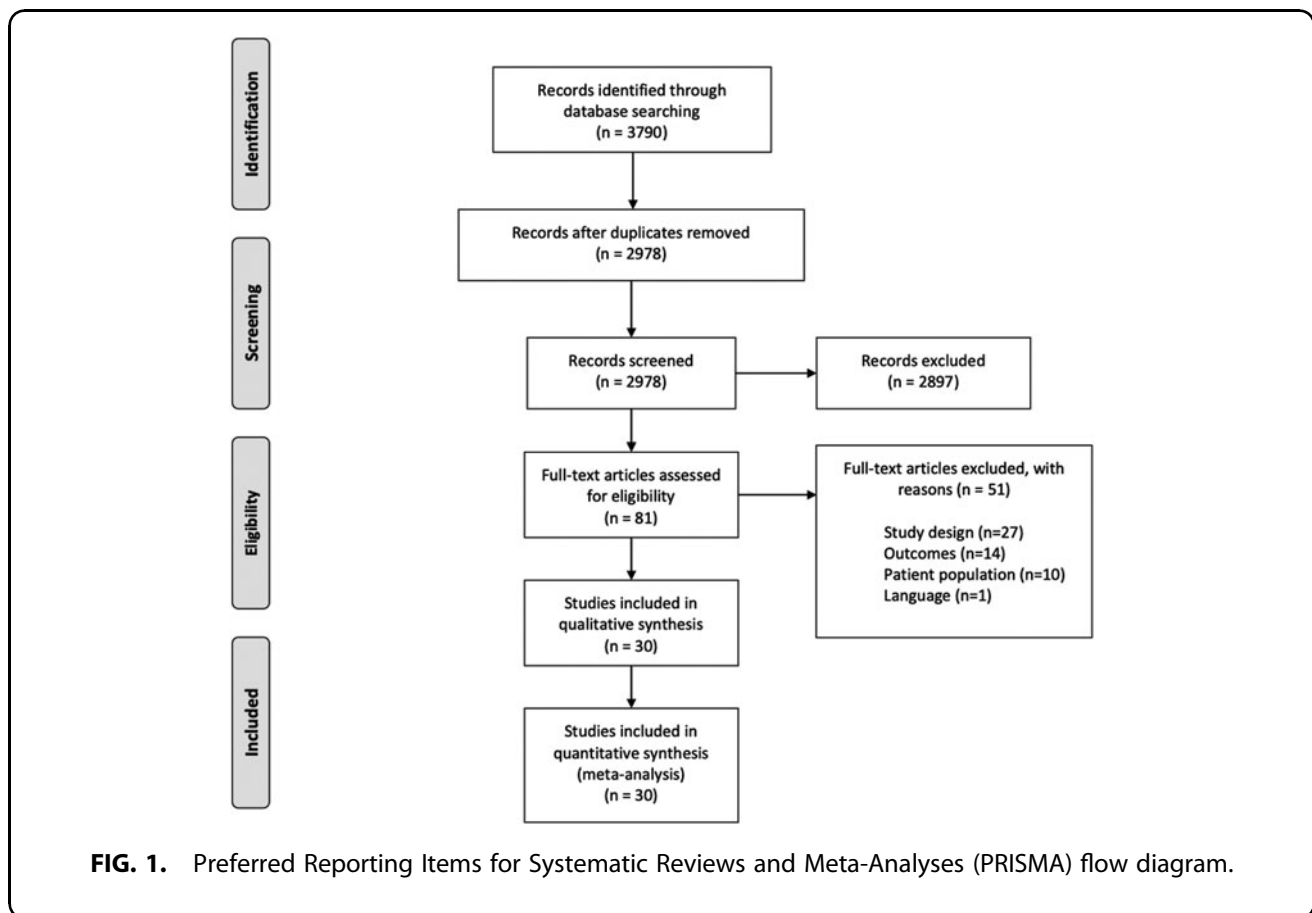 Identification
Records identified through
database searching
(n = 3790)
Records after duplicates removed
(n = 2978)
Screening
Records screened
(n = 2978)
Records excluded
(n = 2897)
Eligibility
Full-text articles assessed
for eligibility
(n = 81)
Full-text articles excluded, with
reasons (n = 51)
Study design (n=27)
Outcomes (n=14)
Patient population (n=10)
Language (n=1)
Studies included in
qualitative synthesis
(n = 30)
Included
Studies included in
quantitative synthesis
(meta-analysis)
(n = 30)
FIG. 1. Preferred Reporting Items for Systematic Reviews and Meta-Analyses (PRISMA) flow diagram.